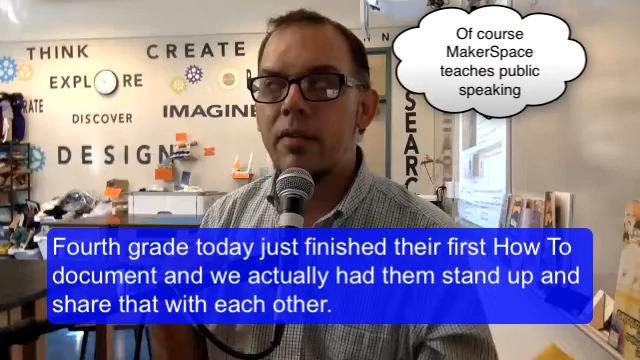 Of course
MakerSpace
teaches public
speaking
THINK
CREATE
EXPLORE
DISCOVER
IMAGINE
DESIGN
Fourth grade today just finished their first How To
document and we actually had them stand up and
share that with each other.